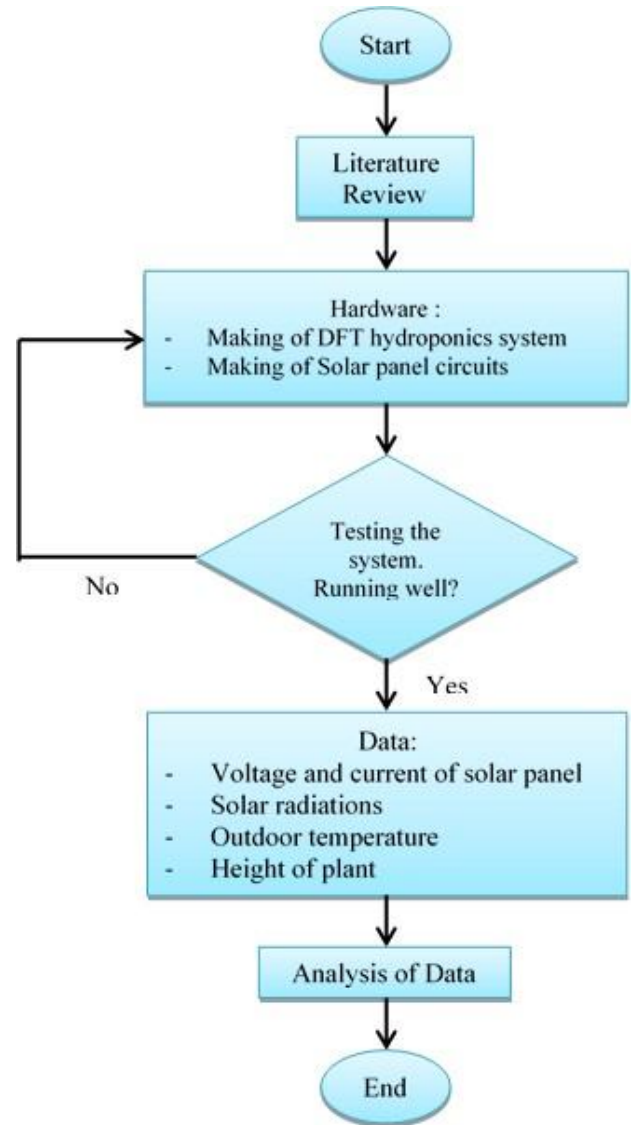 Start
Literature
Review
Hardware :
- Making of DFT hydroponics system
- Making of Solar panel circuits
Testing the
system.
Running well?
No
Yes
Data:
- Voltage and current of solar panel
- Solar radiations
- Outdoor temperature
- Height of plant
Analysis of Data
End